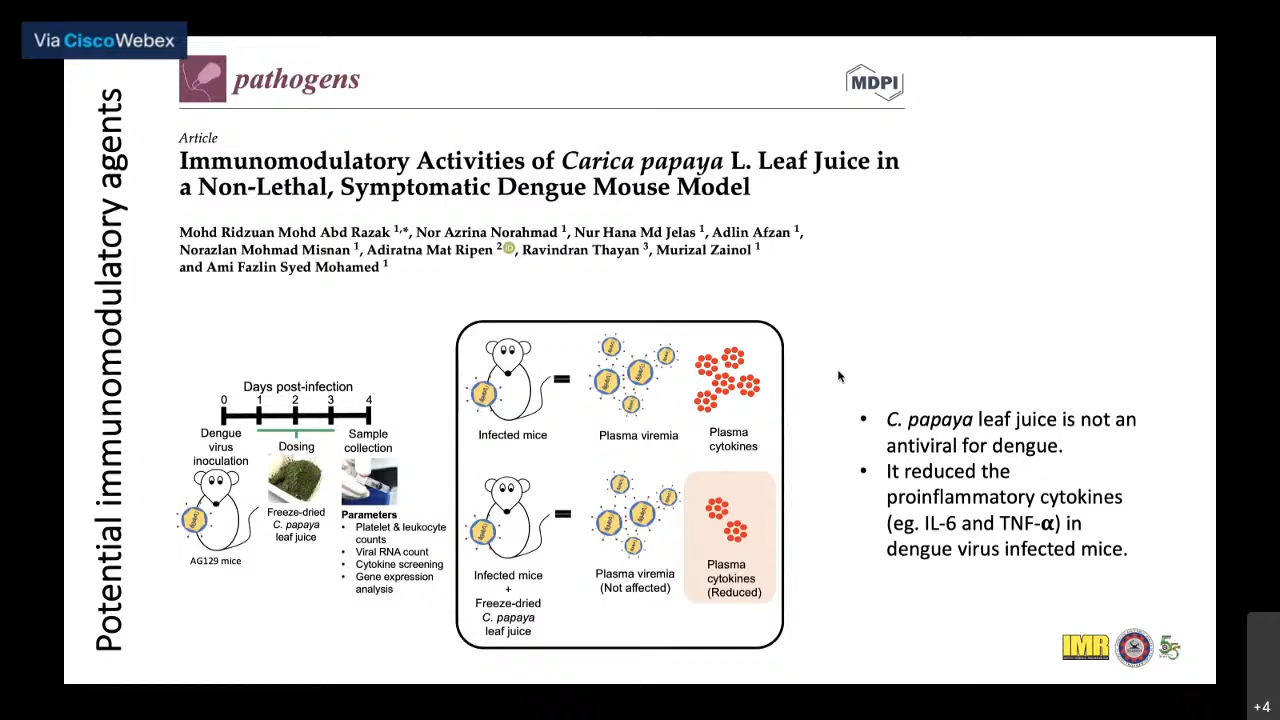 Via CiscoWebex
Potential immunomodulatory agents
pathogens
MDPI
Article
Immunomodulatory Activities of Carica papaya L. Leaf Juice in
a Non-Lethal, Symptomatic Dengue Mouse Model
Mohd Ridzuan Mohd Abd Razak 1,*, Nor Azrina Norahmad 1, Nur Hana Md Jelas 1, Adlin Afzan 1,
Norazlan Mohmad Misnan 1, Adiratna Mat Ripen 2 iD, Ravindran Thayan 3, Murizal Zainol 1
and Ami Fazlin Syed Mohamed 1
Days post-infection
0 1 2 3 4
Dengue
virus
inoculation
Dosing
Sample
collection
Freeze-dried
C. papaya
leaf juice
AG129 mice
Parameters
• Platelet & leukocyte
counts
• Viral RNA count
• Cytokine screening
• Gene expression
analysis
Infected mice
Plasma viremia
Plasma
cytokines
Infected mice
+
Freeze-dried
C. papaya
leaf juice
Plasma viremia
(Not affected)
Plasma
cytokines
(Reduced)
• C. papaya leaf juice is not an
antiviral for dengue.
• It reduced the
proinflammatory cytokines
(eg. IL-6 and TNF-α) in
dengue virus infected mice.
IMR
+4